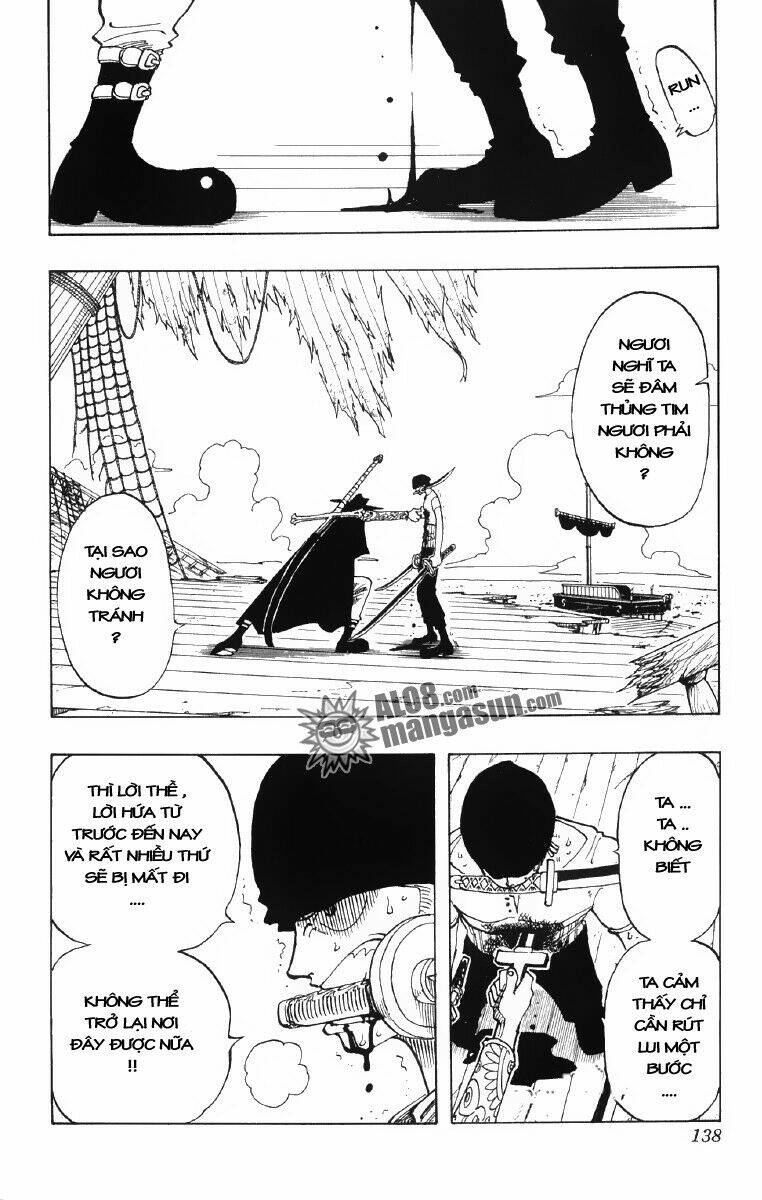 RUN
...
NGƯƠI
NGHĨ TA
SẼ ĐÂM
THỦNG TIM
NGƯƠI PHẢI
KHÔNG
?
TẠI SAO
NGƯƠI
KHÔNG
TRÁNH
?
AL08.com
mangasun.com
TA ...
TA ..
KHÔNG
BIẾT
TA CẢM
THẤY CHỈ
CẦN RÚT
LUI MỘT
BƯỚC
....
THÌ LỜI THỀ ,
LỜI HỨA TỪ
TRƯỚC ĐẾN NAY
VÀ RẤT NHIỀU THỨ
SẼ BỊ MẤT ĐI
....
KHÔNG THỂ
TRỞ LẠI NƠI
ĐÂY ĐƯỢC NỮA
!!
138